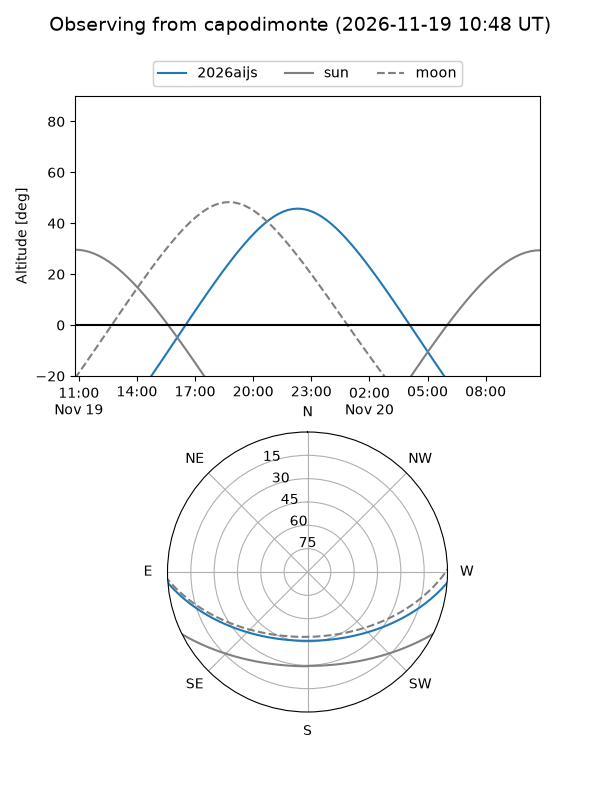 Observing from capodimonte (2026-11-19 10:48 UT)
2026aijs sun moon
Altitude [deg]
80
60
40
20
0
−20
11:00 14:00 17:00 20:00 23:00 02:00 05:00 08:00
Nov 19 Nov 20
N
NE NW
15
30
45
60
75
E W
SE SW
S